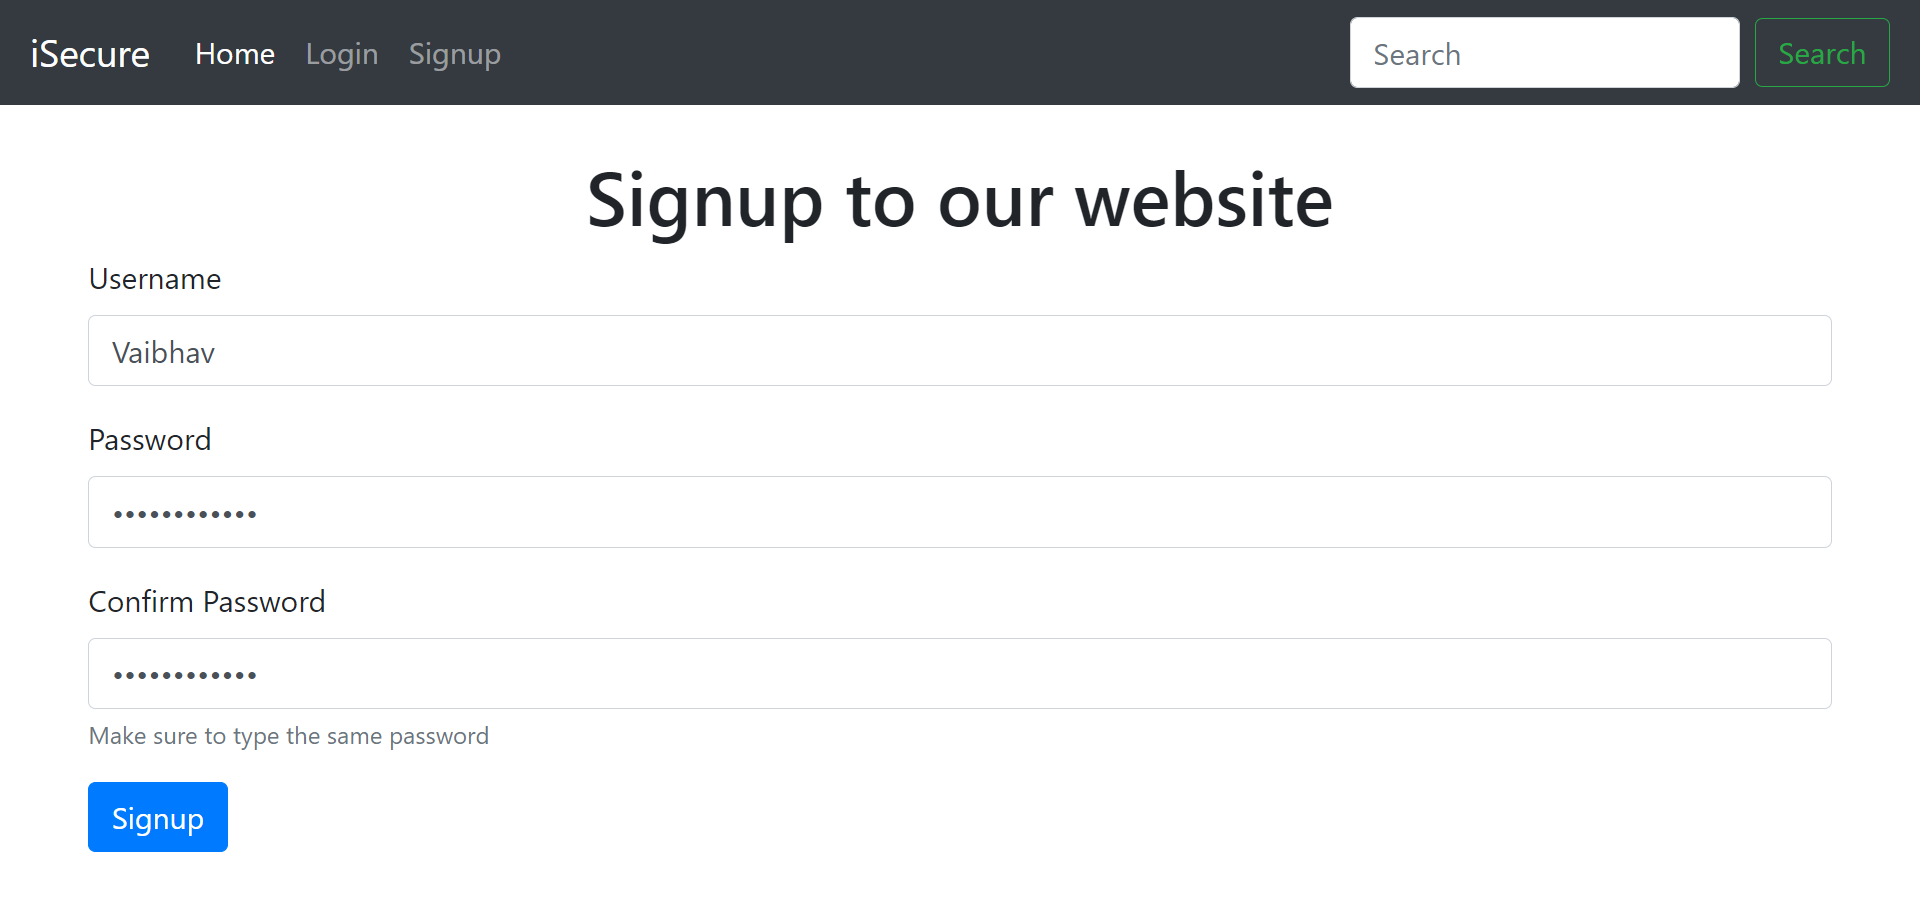 iSecure Home Login Signup Search Search
Signup to our website
Username
Vaibhav
Password
••••••••••••
Confirm Password
••••••••••••
Make sure to type the same password
Signup